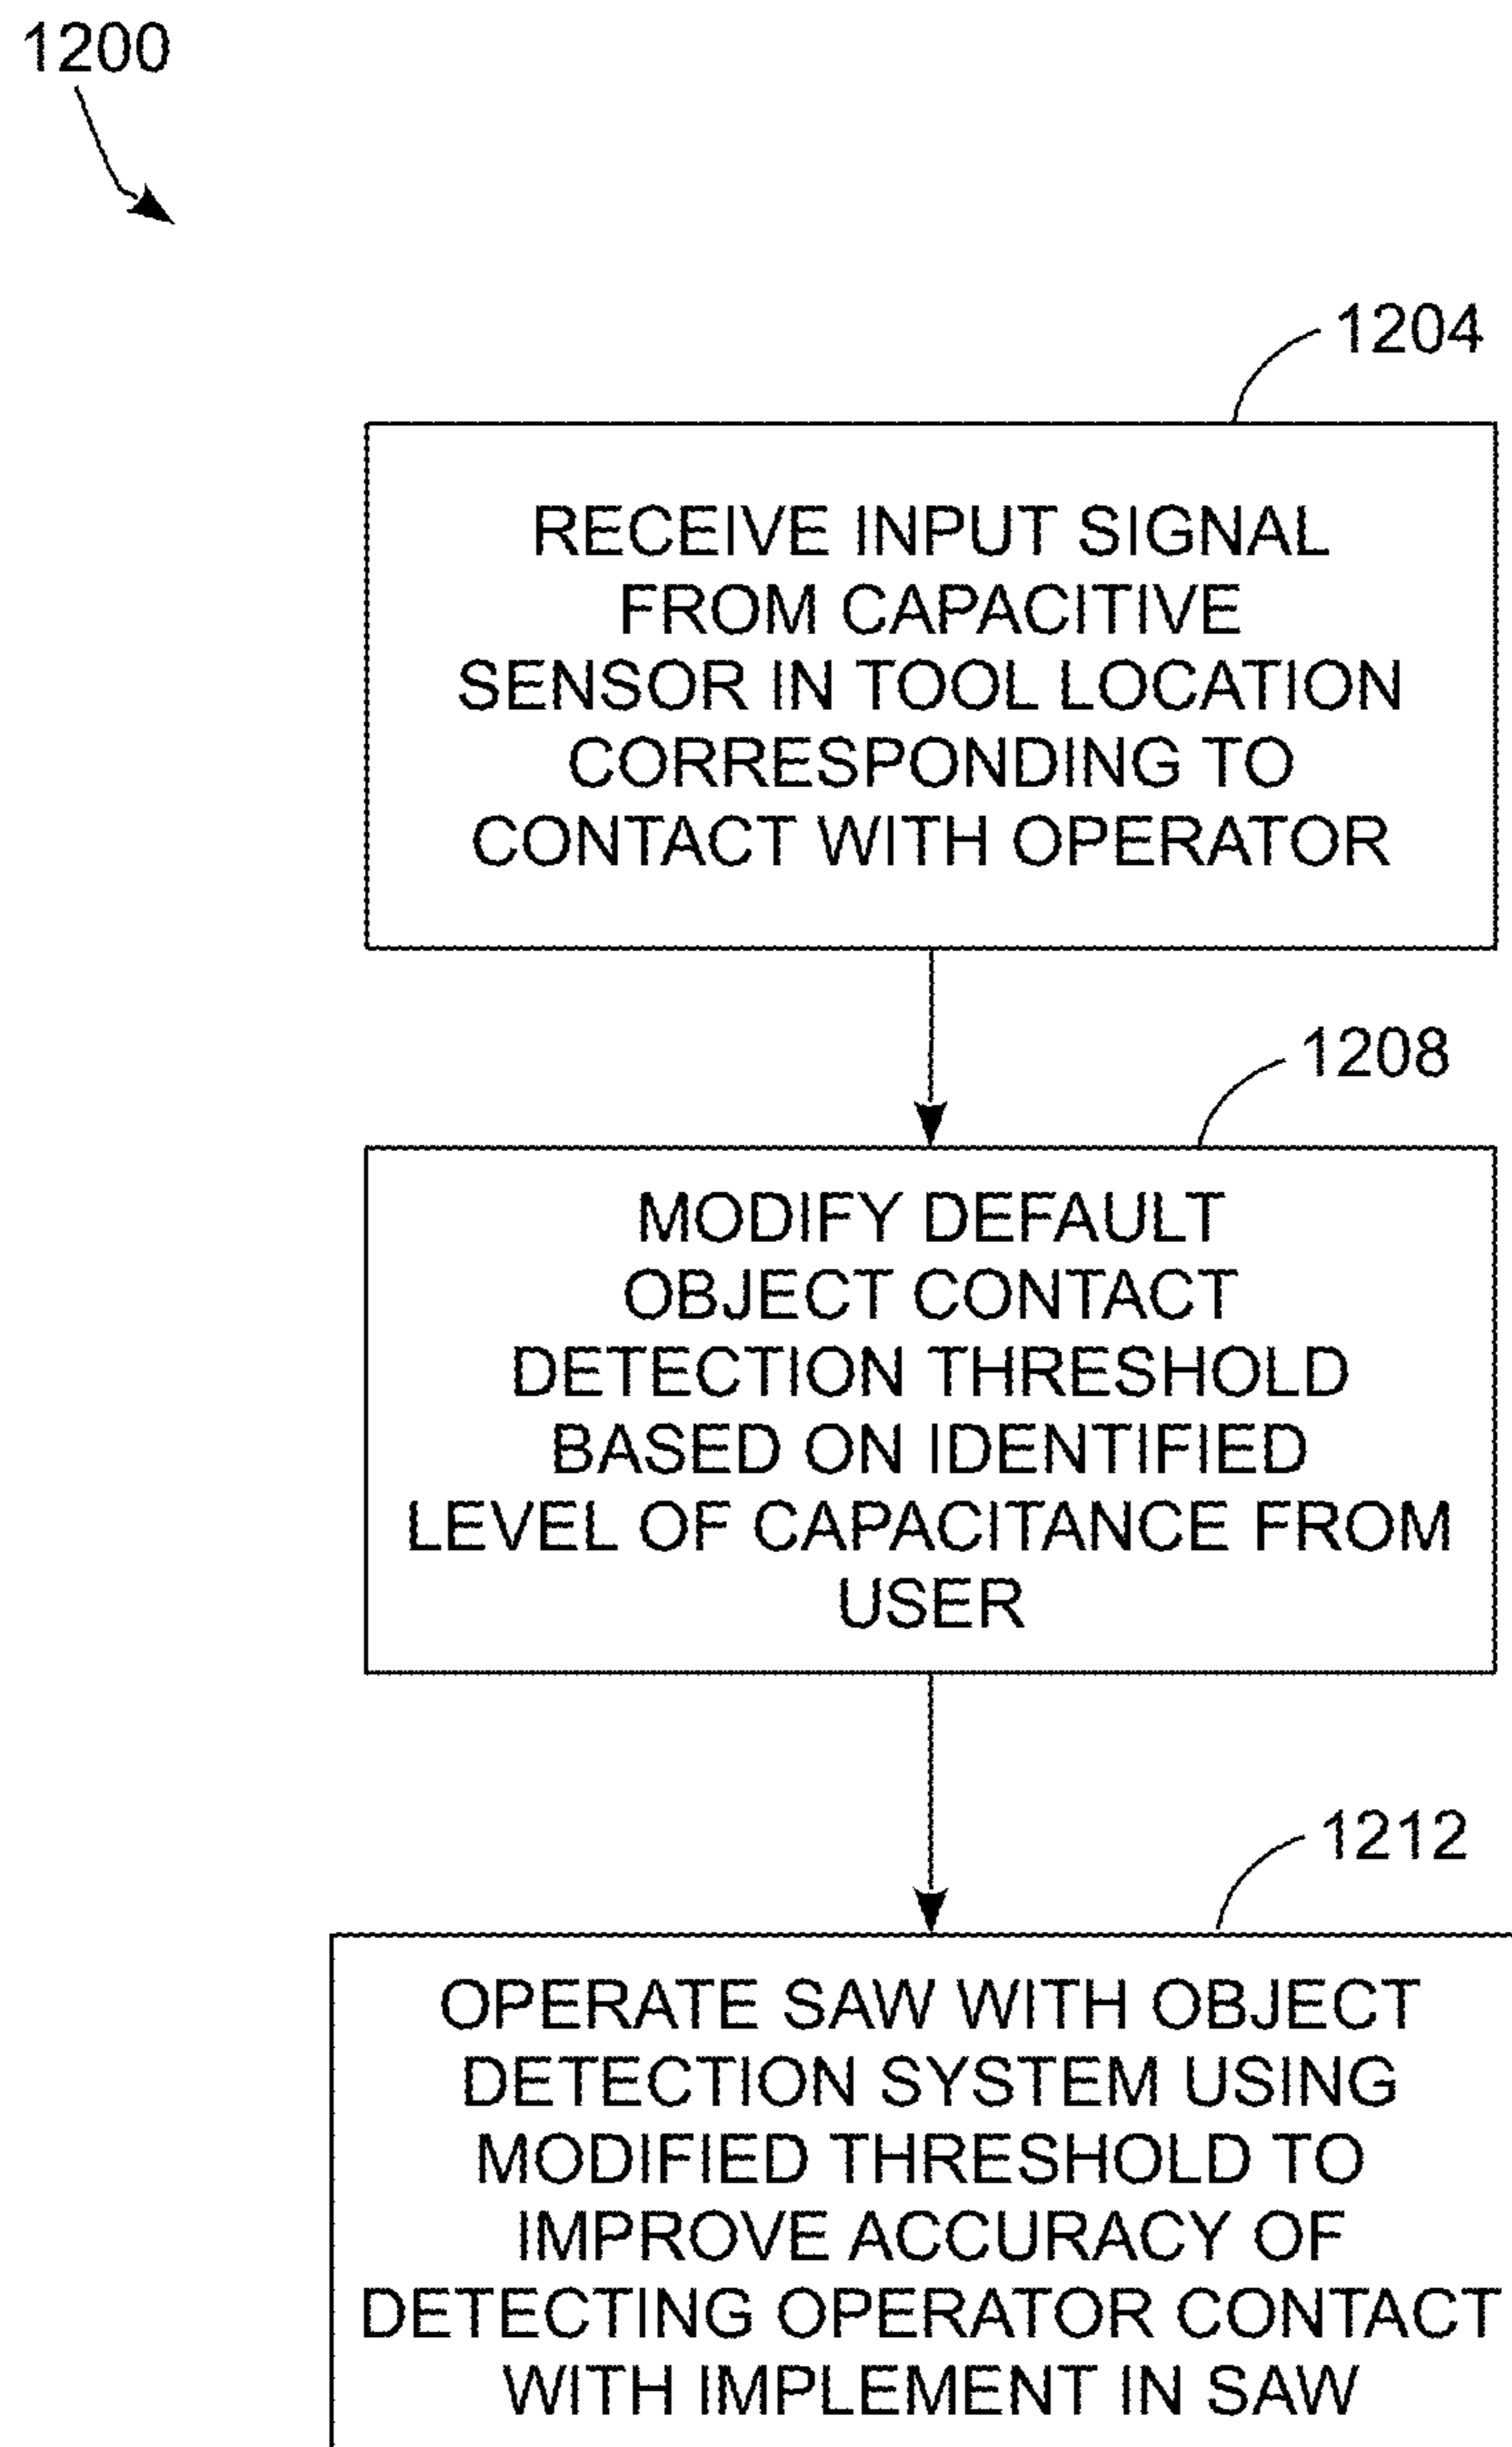 1200
1204
RECEIVE INPUT SIGNAL
FROM CAPACITIVE
SENSOR IN TOOL LOCATION
CORRESPONDING TO
CONTACT WITH OPERATOR
1208
MODIFY DEFAULT
OBJECT CONTACT
DETECTION THRESHOLD
BASED ON IDENTIFIED
LEVEL OF CAPACITANCE FROM
USER
1212
OPERATE SAW WITH OBJECT
DETECTION SYSTEM USING
MODIFIED THRESHOLD TO
IMPROVE ACCURACY OF
DETECTING OPERATOR CONTACT
WITH IMPLEMENT IN SAW